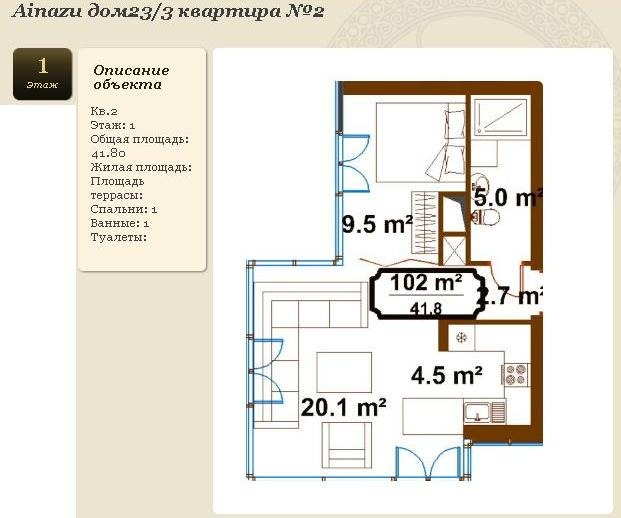 Ainazu дом23/3 квартира №2
1
Этаж
Описание
объекта
Кв.2
Этаж: 1
Общая площадь:
41.80
Жилая площадь:
Площадь
террасы:
Спальни: 1
Ванные: 1
Туалеты:
5.0 m²
9.5 m²
102 m²
41.8
2.7 m²
4.5 m²
20.1 m²